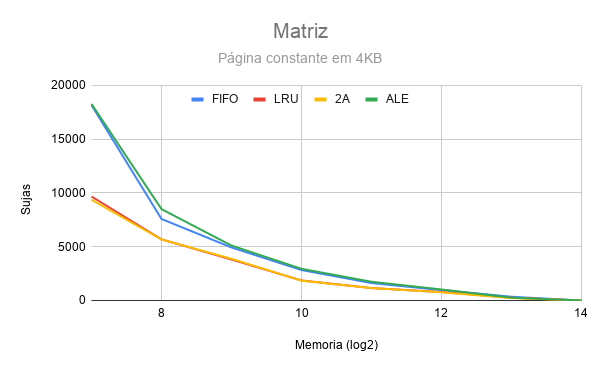 Matriz
Página constante em 4KB
FIFO LRU 2A ALE
20000
15000
10000
5000
0
Sujas
8 10 12 14
Memoria (log2)